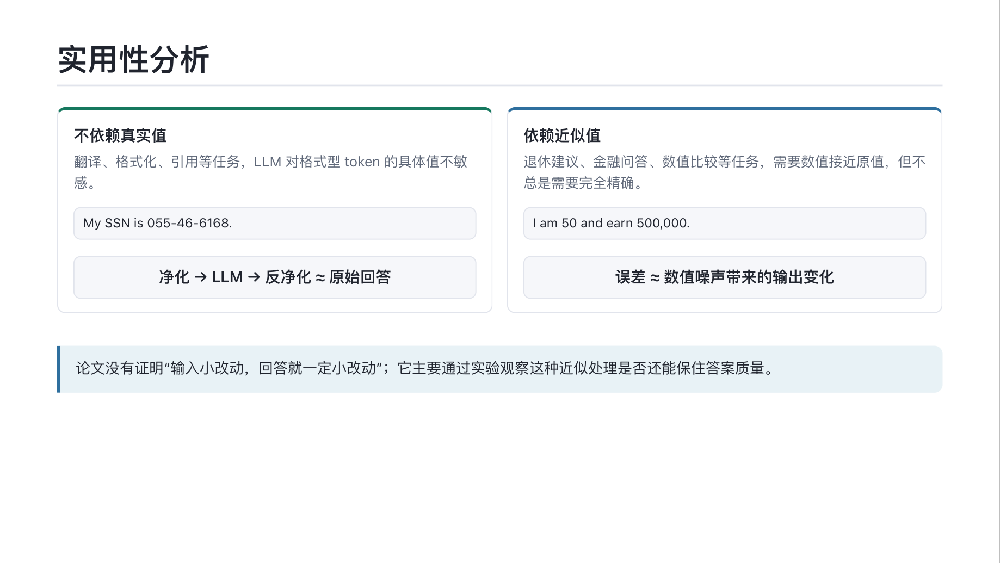 实用性分析
不依赖真实值
翻译、格式化、引用等任务，LLM 对格式型 token 的具体值不敏
感。
My SSN is 055-46-6168.
净化 → LLM → 反净化 ≈ 原始回答
依赖近似值
退休建议、金融问答、数值比较等任务，需要数值接近原值，但不
总是需要完全精确。
I am 50 and earn 500,000.
误差 ≈ 数值噪声带来的输出变化
论文没有证明“输入小改动，回答就一定小改动”；它主要通过实验观察这种近似处理是否还能保住答案质量。